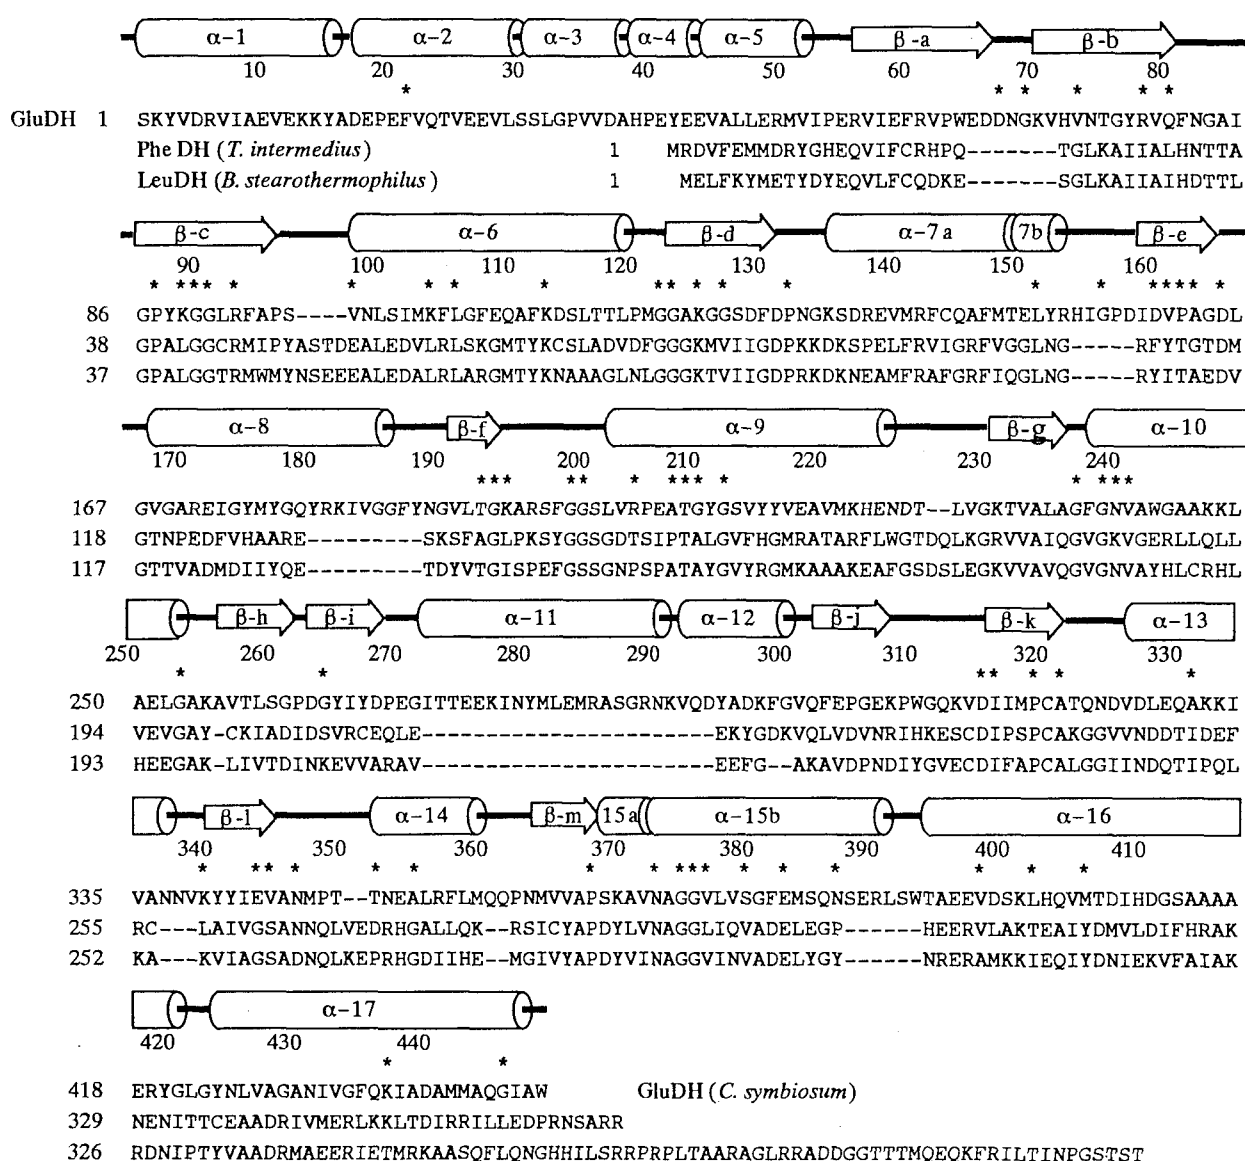 α-1 α-2 α-3 α-4 α-5 β-a β-b
10 20 30 40 50 60 70 80
* * * * * *
GluDH 1 SKYVDRVIAEVEKKYADEPEFVQTVEEVLSSLGPVVDAHPEYEEVALLERMVIPERVIEFRVPWEDDNGKVHVNTGYRVQFNGAI
Phe DH (T. intermedius) 1 MRDVFEMMDRYGHEQVIFCRHPQ-------TGLKAIIALHNTTA
LeuDH (B. stearothermophilus) 1 MELFKYMETYDYEQVLFCQDKE-------SGLKAIIAIHDTTL
β-c α-6 β-d α-7a 7b β-e
90 100 110 120 130 140 150 160
* *** * * * * * ** * * * * * **** *
86 GPYKGGLRFAPS----VNLSIMKFLGFEQAFKDSLTTLPMGGAKGGSDFDPNGKSDREVMRFCQAFMTELYRHIGPDIDVPAGDL
38 GPALGGCRMIPYASTDEALEDVLRLSKGMTYKCSLADVDFGGGKMVIIGDPKKDKSPELFRVIGRFVGGLNG-----RFYTGTDM
37 GPALGGTRMWMYNSEEEALEDALRLARGMTYKNAAAGLNLGGGKTVIIGDPRKDKNEAMFRAFGRFIQGLNG-----RYITAEDV
α-8 β-f α-9 β-g α-10
170 180 190 200 210 220 230 240
*** ** * *** * * ***
167 GVGAREIGYMYGQYRKIVGGFYNGVLTGKARSFGGSLVRPEATGYGSVYYVEAVMKHENDT--LVGKTVALAGFGNVAWGAAKKL
118 GTNPEDFVHAARE---------SKSFAGLPKSYGGSGDTSIPTALGVFHGMRATARFLWGTDQLKGRVVAIQGVGKVGERLLQLL
117 GTTVADMDIIYQE---------TDYVTGISPEFGSSGNPSPATAYGVYRGMKAAAKEAFGSDSLEGKVVAVQGVGNVAYHLCRHL
β-h β-i α-11 α-12 β-j β-k α-13
250 260 270 280 290 300 310 320 330
* * ** * * *
250 AELGAKAVTLSGPDGYIYDPEGITTEEKINYMLEMRASGRNKVQDYADKFGVQFEPGEKPWGQKVDIIMPCATQNDVDLEQAKKI
194 VEVGAY-CKIADIDSVRCEQLE-----------------------EKYGDKVQLVDVNRIHKESCDIPSPCAKGGVVNDDTIDEF
193 HEEGAK-LIVTDINKEVVARAV-----------------------EEFG--AKAVDPNDIYGVECDIFAPCALGGIINDQTIPQL
β-l α-14 β-m 15a α-15b α-16
340 350 360 370 380 390 400 410
* ** * * * * * *** * * * * * *
335 VANNVKYYIEVANMPT--TNEALRFLMQQPNMVVAPSKAVNAGGVLVSGFEMSQNSERLSWTAEEVDSKLHQVMTDIHDGSAAAA
255 RC---LAIVGSANNQLVEDRHGALLQK--RSICYAPDYLVNAGGLIQVADELEGP------HEERVLAKTEAIYDMVLDIFHRAK
252 KA---KVIAGSADNQLKEPRHGDIIHE--MGIVYAPDYVINAGGVINVADELYGY------NRERAMKKIEQIYDNIEKVFAIAK
α-17
420 430 440
* *
418 ERYGLGYNLVAGANIVGFQKIADAMMAQGIAW GluDH (C. symbiosum)
329 NENITTCEAADRIVMERLKKLTDIRRILLEDPRNSARR
326 RDNIPTYVAADRMAEERIETMRKAASQFLQNGHHILSRRPRPLTAARAGLRRADDGGTTTMQEQKFRILTINPGSTST